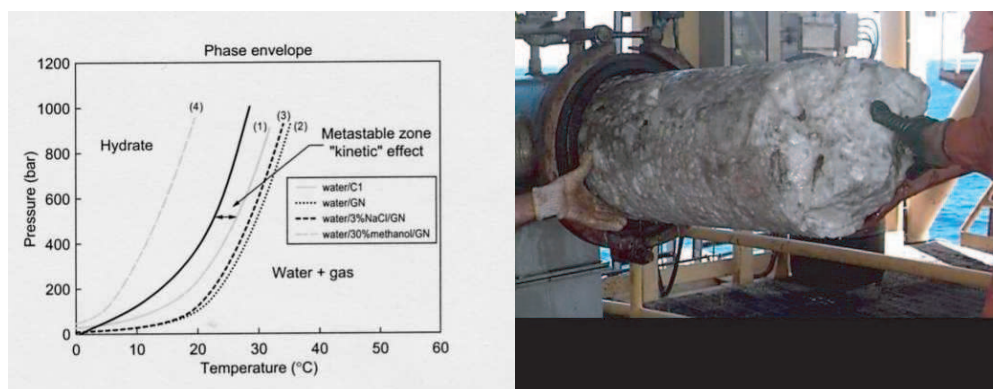 Phase envelope
1200
1000
800
600
400
200
0
Pressure (bar)
Hydrate
(4)
(1)
(3)
(2)
Metastable zone
"kinetic" effect
water/C1
water/GN
water/3%NaCl/GN
water/30%methanol/GN
Water + gas
0 10 20 30 40 50 60
Temperature (°C)